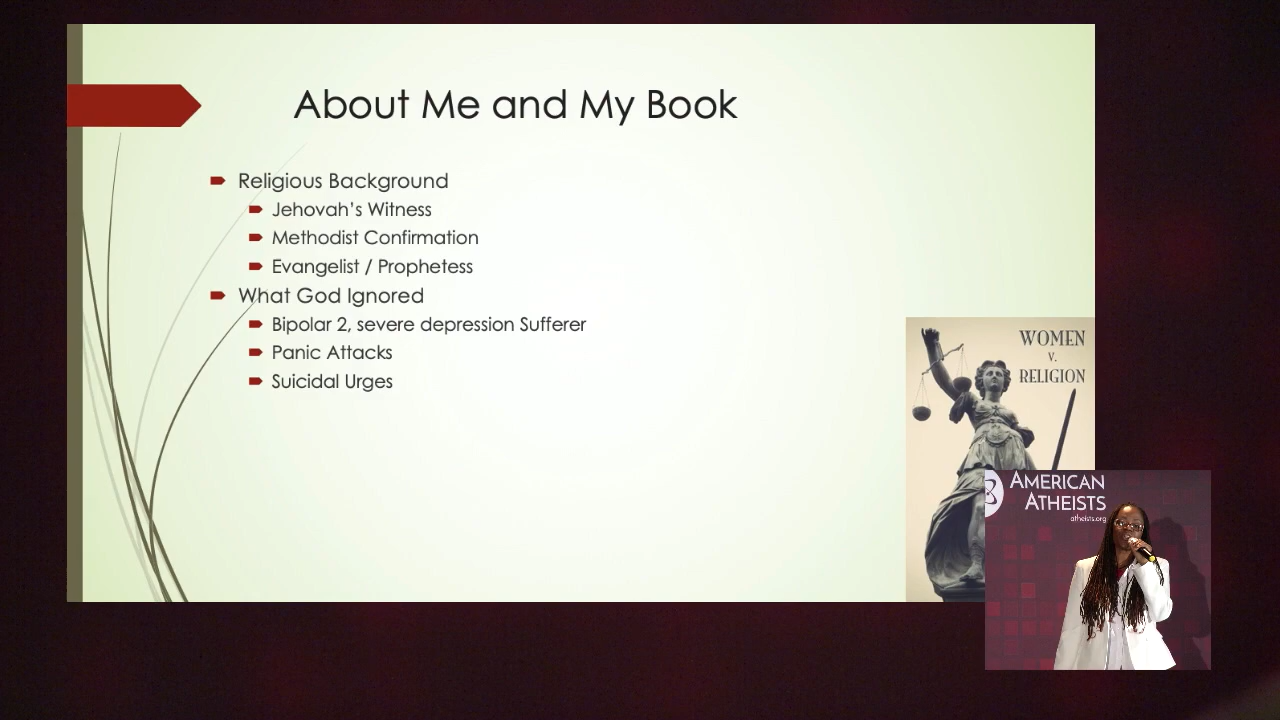 About Me and My Book
Religious Background
Jehovah's Witness
Methodist Confirmation
Evangelist / Prophetess
What God Ignored
Bipolar 2, severe depression Sufferer
Panic Attacks
Suicidal Urges
WOMEN
v.
RELIGION
AMERICAN
ATHEISTS
atheists.org